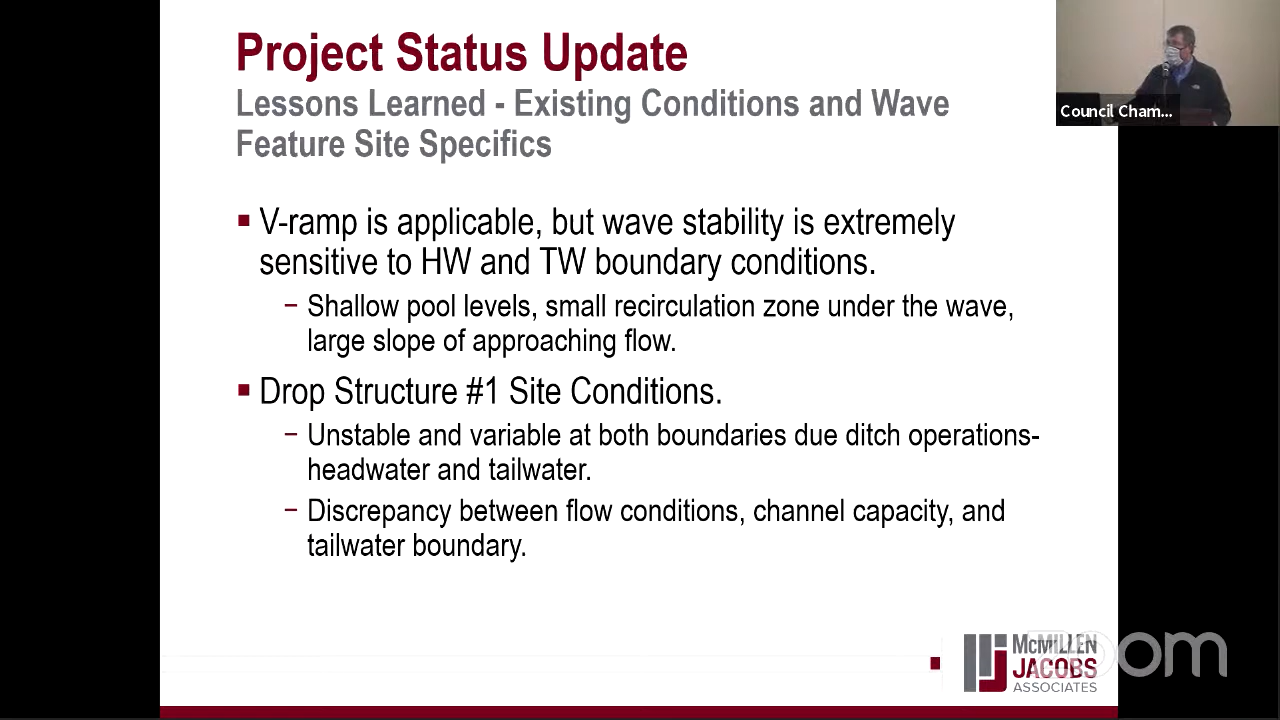 Project Status Update
Lessons Learned - Existing Conditions and Wave
Feature Site Specifics
Council Cham...
V-ramp is applicable, but wave stability is extremely
sensitive to HW and TW boundary conditions.
− Shallow pool levels, small recirculation zone under the wave,
large slope of approaching flow.
Drop Structure #1 Site Conditions.
− Unstable and variable at both boundaries due ditch operations-
headwater and tailwater.
− Discrepancy between flow conditions, channel capacity, and
tailwater boundary.
McMILLEN
JACOBS
ASSOCIATES
zoom